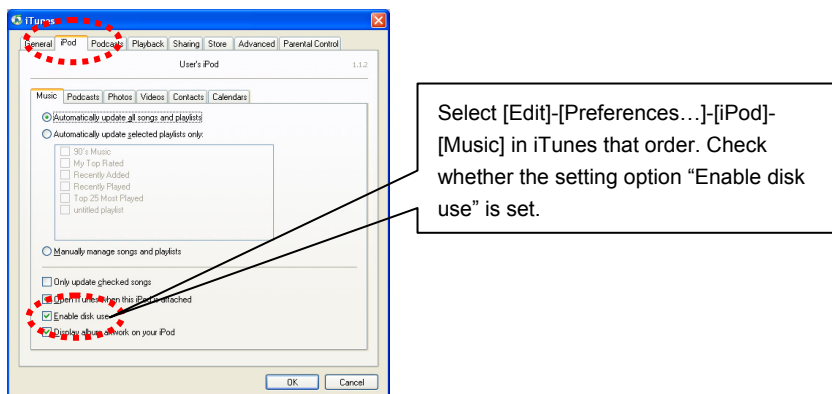 iTunes
General iPod Podcasts Playback Sharing Store Advanced Parental Control
User's iPod 1.1.2
Music Podcasts Photos Videos Contacts Calendars
Automatically update all songs and playlists
Automatically update selected playlists only:
90's Music
My Top Rated
Recently Added
Recently Played
Top 25 Most Played
untitled playlist
Manually manage songs and playlists
Only update checked songs
Open iTunes when this iPod is attached
Enable disk use
Display album artwork on your iPod
OK Cancel
Select [Edit]-[Preferences…]-[iPod]-
[Music] in iTunes that order. Check
whether the setting option “Enable disk
use” is set.